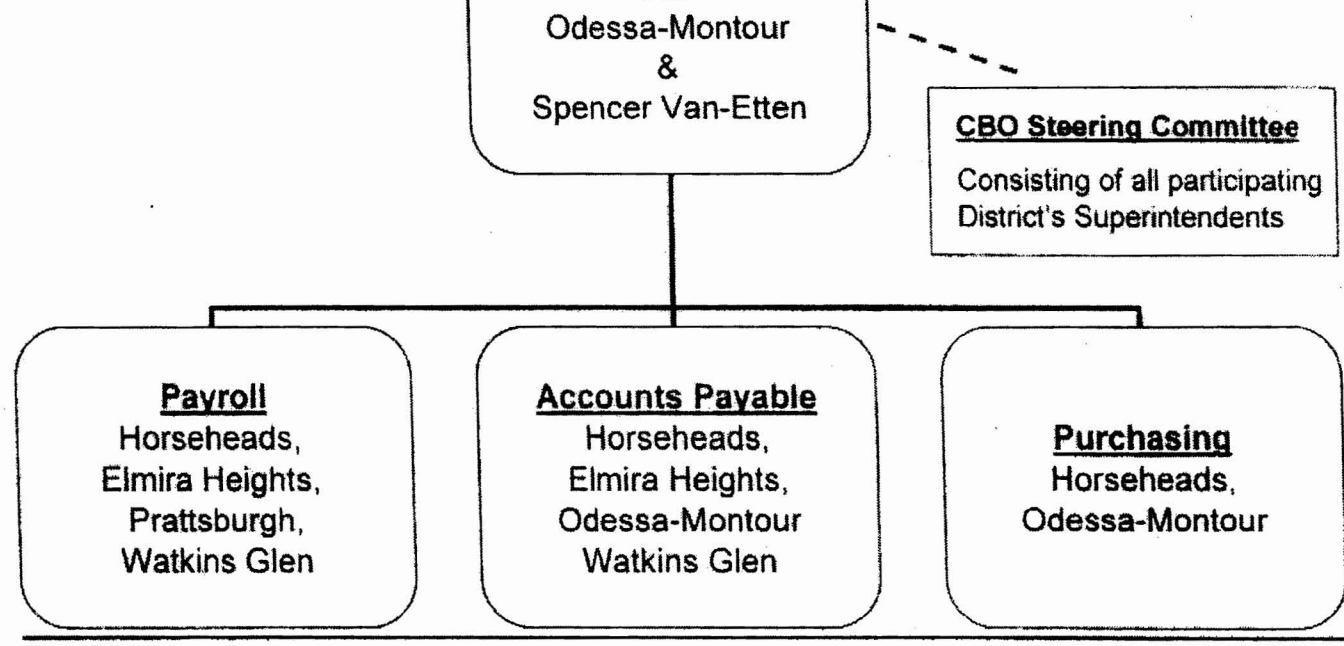 Odessa-Montour
&
Spencer Van-Etten
CBO Steering Committee
Consisting of all participating
District's Superintendents
Payroll
Horseheads,
Elmira Heights,
Prattsburgh,
Watkins Glen
Accounts Payable
Horseheads,
Elmira Heights,
Odessa-Montour
Watkins Glen
Purchasing
Horseheads,
Odessa-Montour